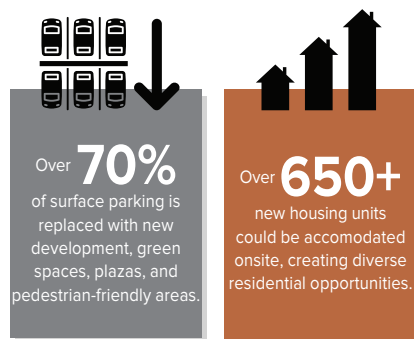 Over 70%
of surface parking is
replaced with new
development, green
spaces, plazas, and
pedestrian-friendly areas.
Over 650+
new housing units
could be accomodated
onsite, creating diverse
residential opportunities.